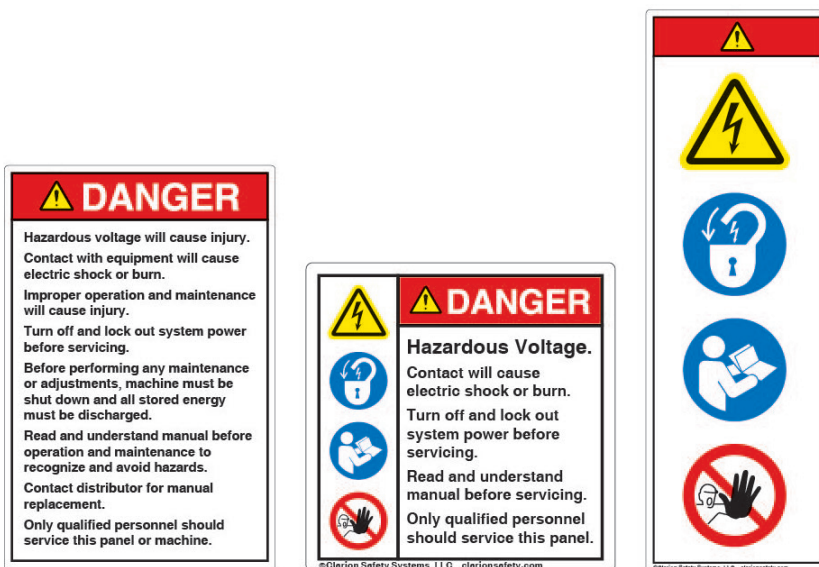 DANGER
Hazardous voltage will cause injury.
Contact with equipment will cause
electric shock or burn.
Improper operation and maintenance
will cause injury.
Turn off and lock out system power
before servicing.
Before performing any maintenance
or adjustments, machine must be
shut down and all stored energy
must be discharged.
Read and understand manual before
operation and maintenance to
recognize and avoid hazards.
Contact distributor for manual
replacement.
Only qualified personnel should
service this panel or machine.
DANGER
Hazardous Voltage.
Contact will cause
electric shock or burn.
Turn off and lock out
system power before
servicing.
Read and understand
manual before servicing.
Only qualified personnel
should service this panel.
©Clarion Safety Systems, LLC clarionsafety.com
©Clarion Safety Systems, LLC clarionsafety.com